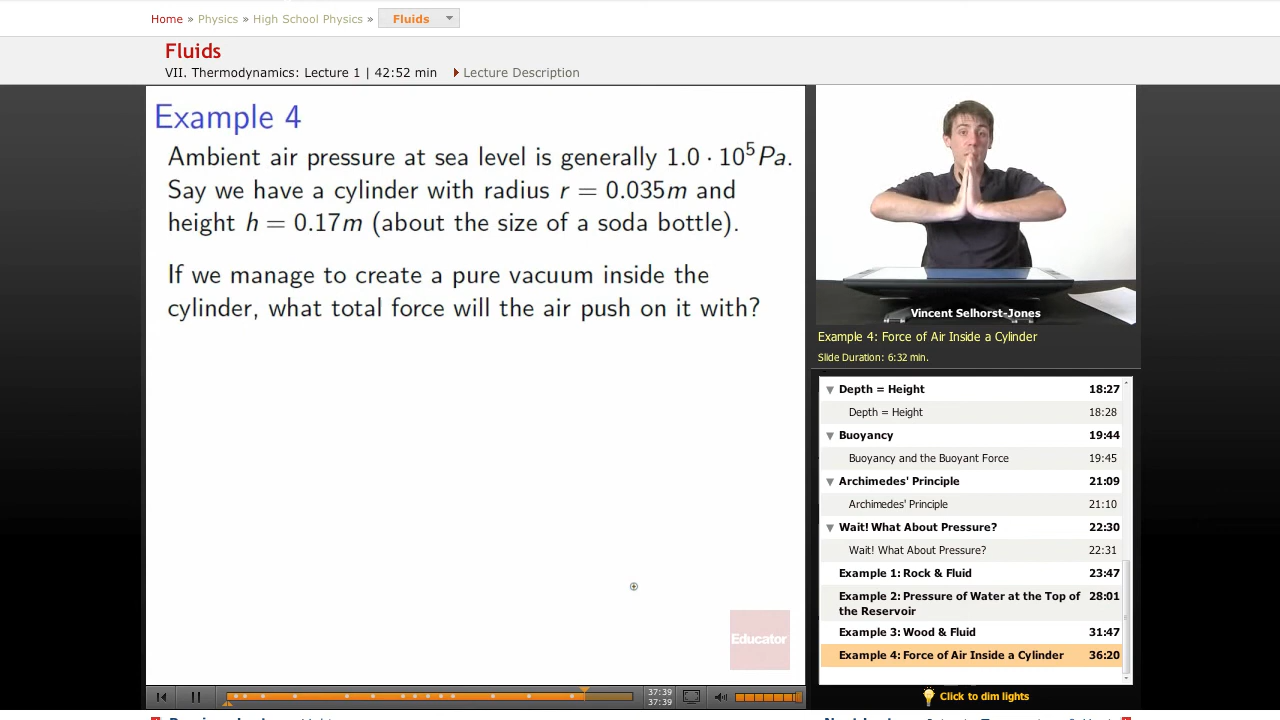 Home » Physics » High School Physics » Fluids
Fluids
VII. Thermodynamics: Lecture 1 | 42:52 min Lecture Description
Example 4
Ambient air pressure at sea level is generally 1.0 · 10⁵Pa.
Say we have a cylinder with radius r = 0.035m and
height h = 0.17m (about the size of a soda bottle).
If we manage to create a pure vacuum inside the
cylinder, what total force will the air push on it with?
Educator
37:39
37:39
Vincent Selhorst-Jones
Example 4: Force of Air Inside a Cylinder
Slide Duration: 6:32 min.
Depth = Height 18:27
Depth = Height 18:28
Buoyancy 19:44
Buoyancy and the Buoyant Force 19:45
Archimedes' Principle 21:09
Archimedes' Principle 21:10
Wait! What About Pressure? 22:30
Wait! What About Pressure? 22:31
Example 1: Rock & Fluid 23:47
Example 2: Pressure of Water at the Top of 28:01
the Reservoir
Example 3: Wood & Fluid 31:47
Example 4: Force of Air Inside a Cylinder 36:20
Click to dim lights